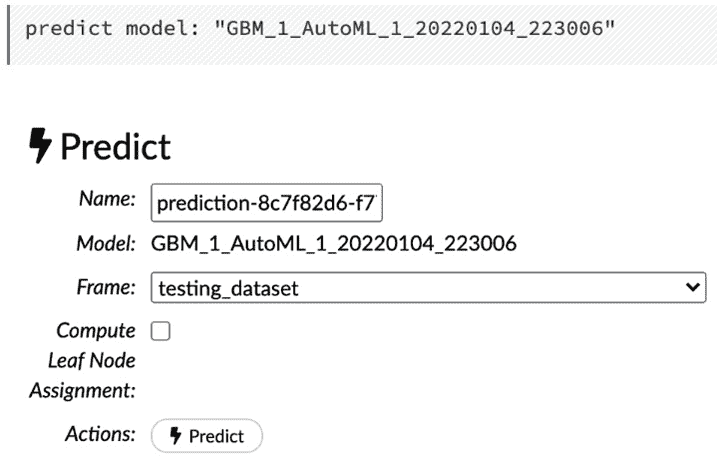 predict model: "GBM_1_AutoML_1_20220104_223006"
Predict
Name: prediction-8c7f82d6-f7
Model: GBM_1_AutoML_1_20220104_223006
Frame: testing_dataset
Compute
Leaf Node
Assignment:
Actions: Predict